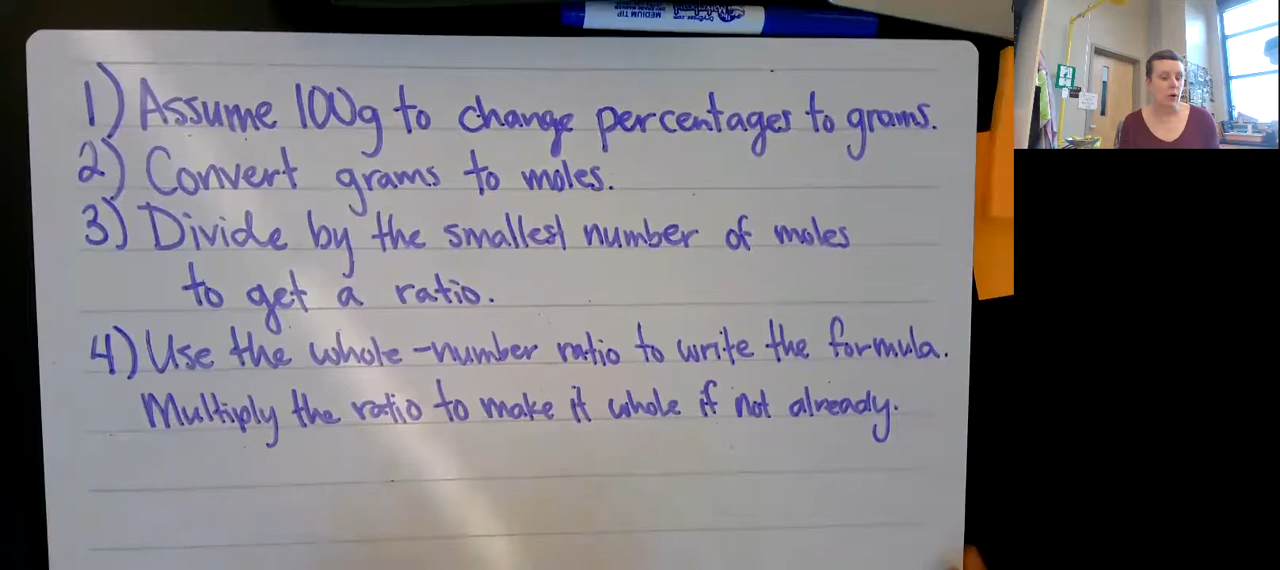 1) Assume 100g to change percentages to grams.
2) Convert grams to moles.
3) Divide by the smallest number of moles
to get a ratio.
4) Use the whole-number ratio to write the formula.
Multiply the ratio to make it whole if not already.
MEDIUM TIP